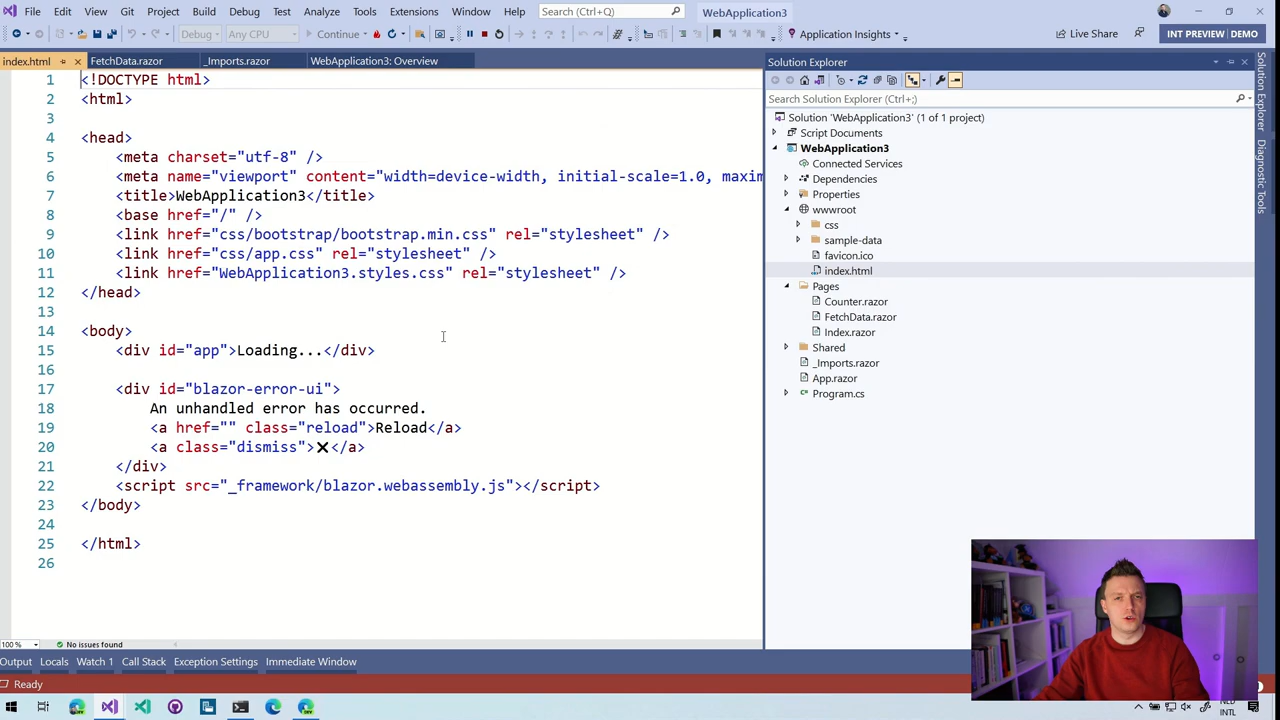 File Edit View Git Project Build Debug Test Analyze Tools Extensions Window Help Search (Ctrl+Q) WebApplication3
Debug Any CPU Continue Application Insights Live Share INT PREVIEW | DEMO
index.html FetchData.razor _Imports.razor WebApplication3: Overview
1 <!DOCTYPE html>
2 <html>
3
4 <head>
5 <meta charset="utf-8" />
6 <meta name="viewport" content="width=device-width, initial-scale=1.0, maxim
7 <title>WebApplication3</title>
8 <base href="/" />
9 <link href="css/bootstrap/bootstrap.min.css" rel="stylesheet" />
10 <link href="css/app.css" rel="stylesheet" />
11 <link href="WebApplication3.styles.css" rel="stylesheet" />
12 </head>
13
14 <body>
15 <div id="app">Loading...</div>
16
17 <div id="blazor-error-ui">
18 An unhandled error has occurred.
19 <a href="" class="reload">Reload</a>
20 <a class="dismiss">🗙</a>
21 </div>
22 <script src="_framework/blazor.webassembly.js"></script>
23 </body>
24
25 </html>
26
100 % No issues found
Solution Explorer
Search Solution Explorer (Ctrl+;)
Solution 'WebApplication3' (1 of 1 project)
Script Documents
WebApplication3
Connected Services
Dependencies
Properties
wwwroot
css
sample-data
favicon.ico
index.html
Pages
Counter.razor
FetchData.razor
Index.razor
Shared
_Imports.razor
App.razor
Program.cs
Solution Explorer
Diagnostic Tools
Output Locals Watch 1 Call Stack Exception Settings Immediate Window
Ready
NLD
INTL